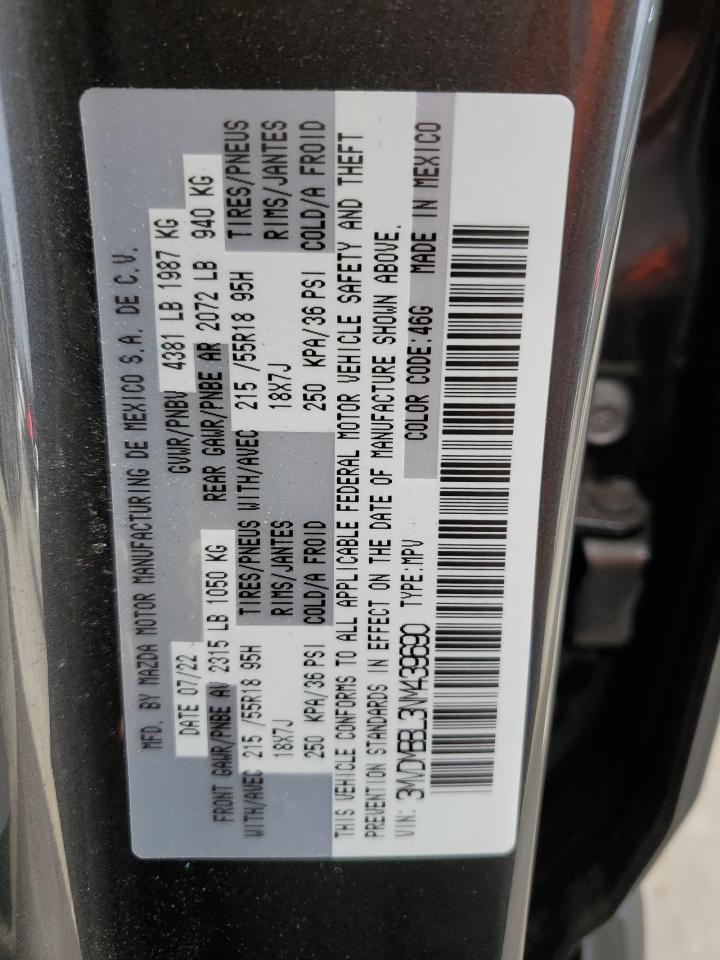 MFD. BY MAZDA MOTOR MANUFACTURING DE MEXICO S.A. DE C.V.
DATE 07/22 GVWR/PNBV 4381 LB 1987 KG
FRONT GAWR/PNBE AV 2315 LB 1050 KG REAR GAWR/PNBE AR 2072 LB 940 KG
WITH/AVEC 215 /55R18 95H TIRES/PNEUS WITH/AVEC 215 /55R18 95H TIRES/PNEUS
18X7J RIMS/JANTES 18X7J RIMS/JANTES
250 KPA/36 PSI COLD/A FROID 250 KPA/36 PSI COLD/A FROID
THIS VEHICLE CONFORMS TO ALL APPLICABLE FEDERAL MOTOR VEHICLE SAFETY AND THEFT
PREVENTION STANDARDS IN EFFECT ON THE DATE OF MANUFACTURE SHOWN ABOVE.
VIN: 3MVDMBBL3NM439690 TYPE:MPV COLOR CODE:46G MADE IN MEXICO